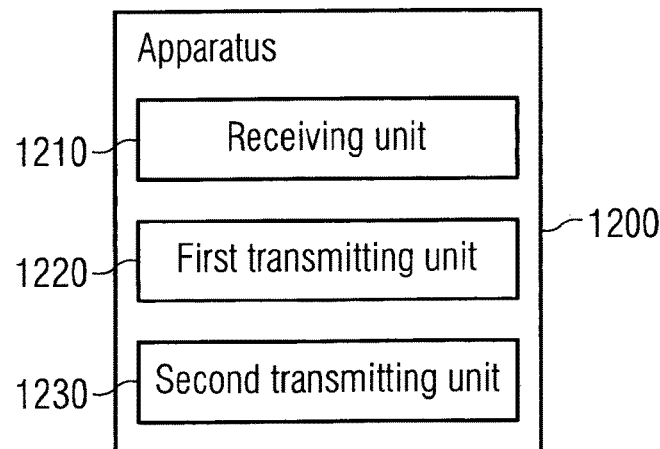 Apparatus
1210 Receiving unit
1200
1220 First transmitting unit
1230 Second transmitting unit